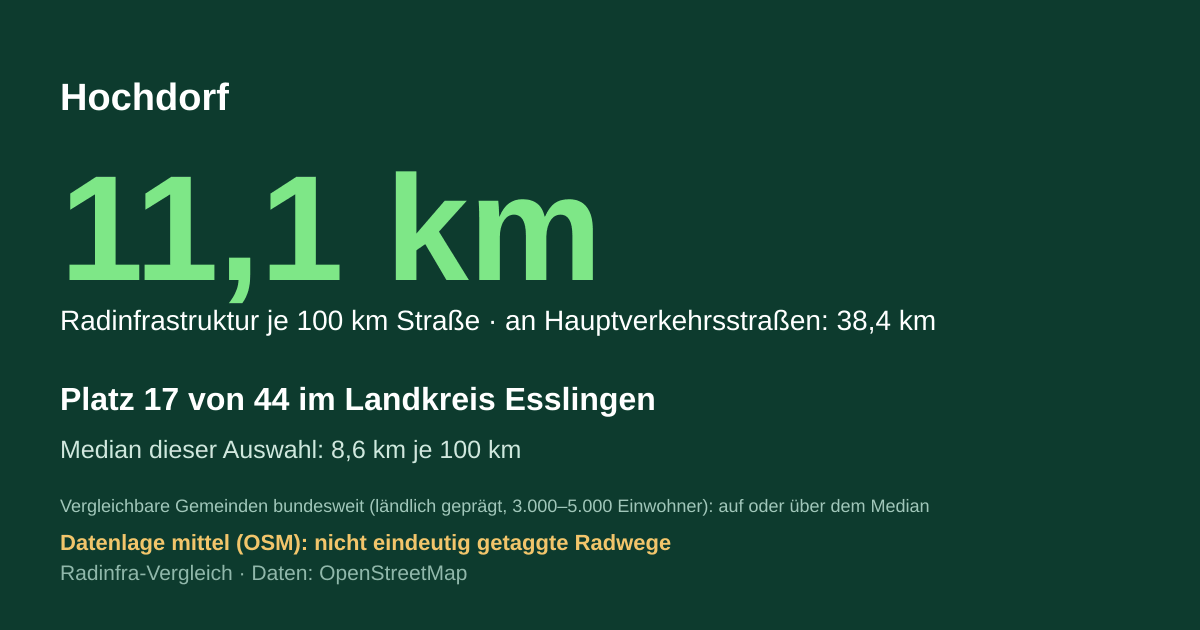 Hochdorf
11,1 km
Radinfrastruktur je 100 km Straße · an Hauptverkehrsstraßen: 38,4 km
Platz 17 von 44 im Landkreis Esslingen
Median dieser Auswahl: 8,6 km je 100 km
Vergleichbare Gemeinden bundesweit (ländlich geprägt, 3.000–5.000 Einwohner): auf oder über dem Median
Datenlage mittel (OSM): nicht eindeutig getaggte Radwege
Radinfra-Vergleich · Daten: OpenStreetMap